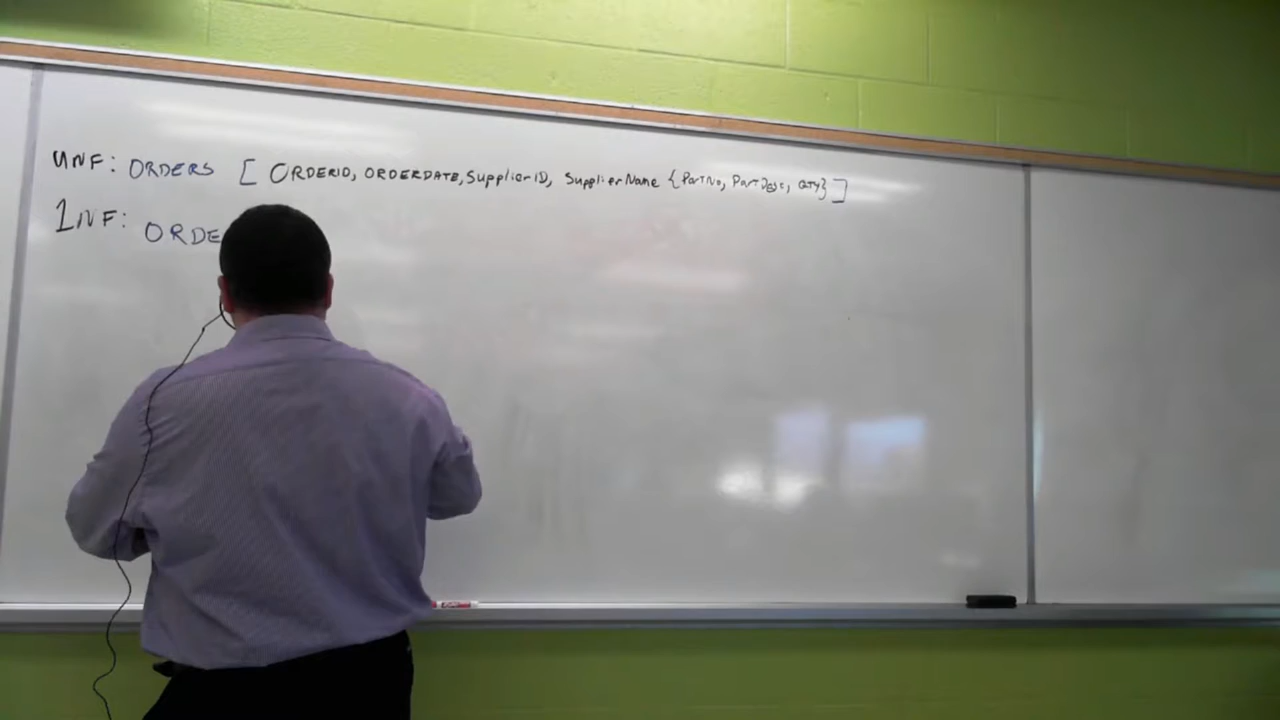 UNF: ORDERS [ ORDERID, ORDERDATE, SupplierID, SupplierName {PartNo, PartDesc, QTY} ]
1NF: ORDE